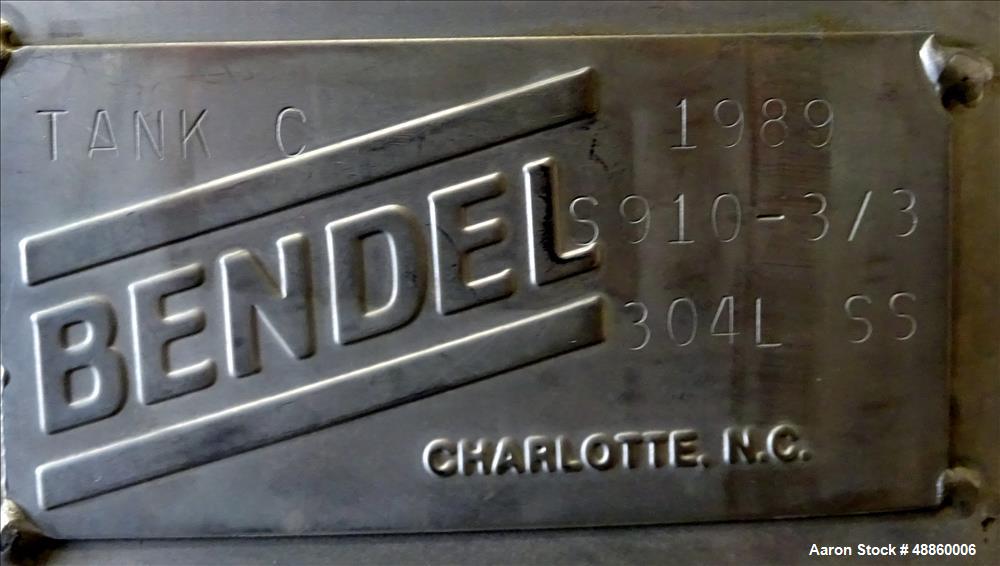 TANK C 1989
BENDEL
S910-3/3
304L SS
CHARLOTTE, N.C.
Aaron Stock # 48860006